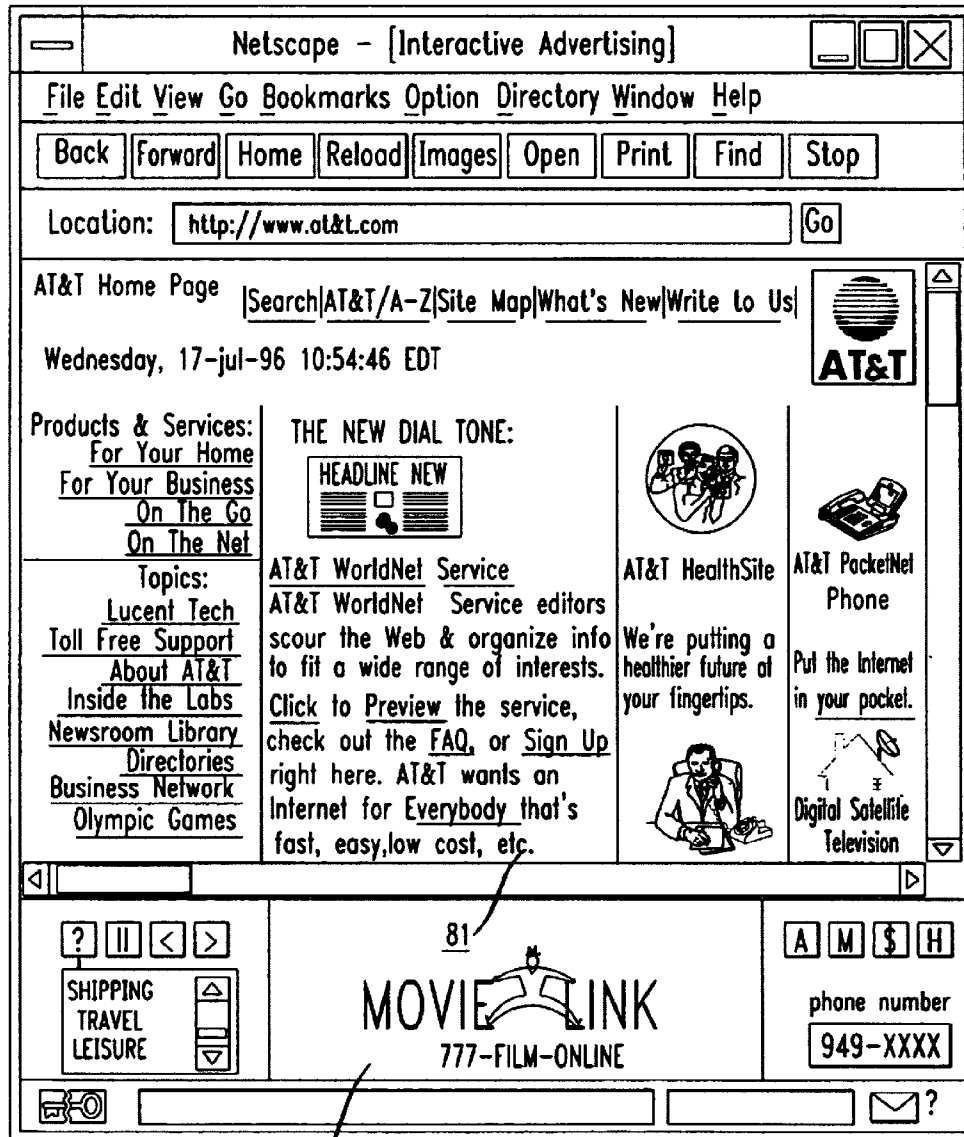 Netscape - [Interactive Advertising]
File Edit View Go Bookmarks Option Directory Window Help
Back Forward Home Reload Images Open Print Find Stop
Location: http://www.at&t.com Go
AT&T Home Page
Search|AT&T/A-Z|Site Map|What's New|Write to Us|
AT&T
Wednesday, 17-jul-96 10:54:46 EDT
Products & Services:
For Your Home
For Your Business
On The Go
On The Net
Topics:
Lucent Tech
Toll Free Support
About AT&T
Inside the Labs
Newsroom Library
Directories
Business Network
Olympic Games
THE NEW DIAL TONE:
HEADLINE NEW
AT&T WorldNet Service
AT&T WorldNet Service editors
scour the Web & organize info
to fit a wide range of interests.
Click to Preview the service,
check out the FAQ, or Sign Up
right here. AT&T wants an
Internet for Everybody that's
fast, easy,low cost, etc.
AT&T HealthSite
We're putting a
healthier future at
your fingertips.
AT&T PocketNet
Phone
Put the Internet
in your pocket.
Digital Satellite
Television
? || < >
SHIPPING
TRAVEL
LEISURE
81
MOVIE LINK
777-FILM-ONLINE
A M $ H
phone number
949-XXXX
?